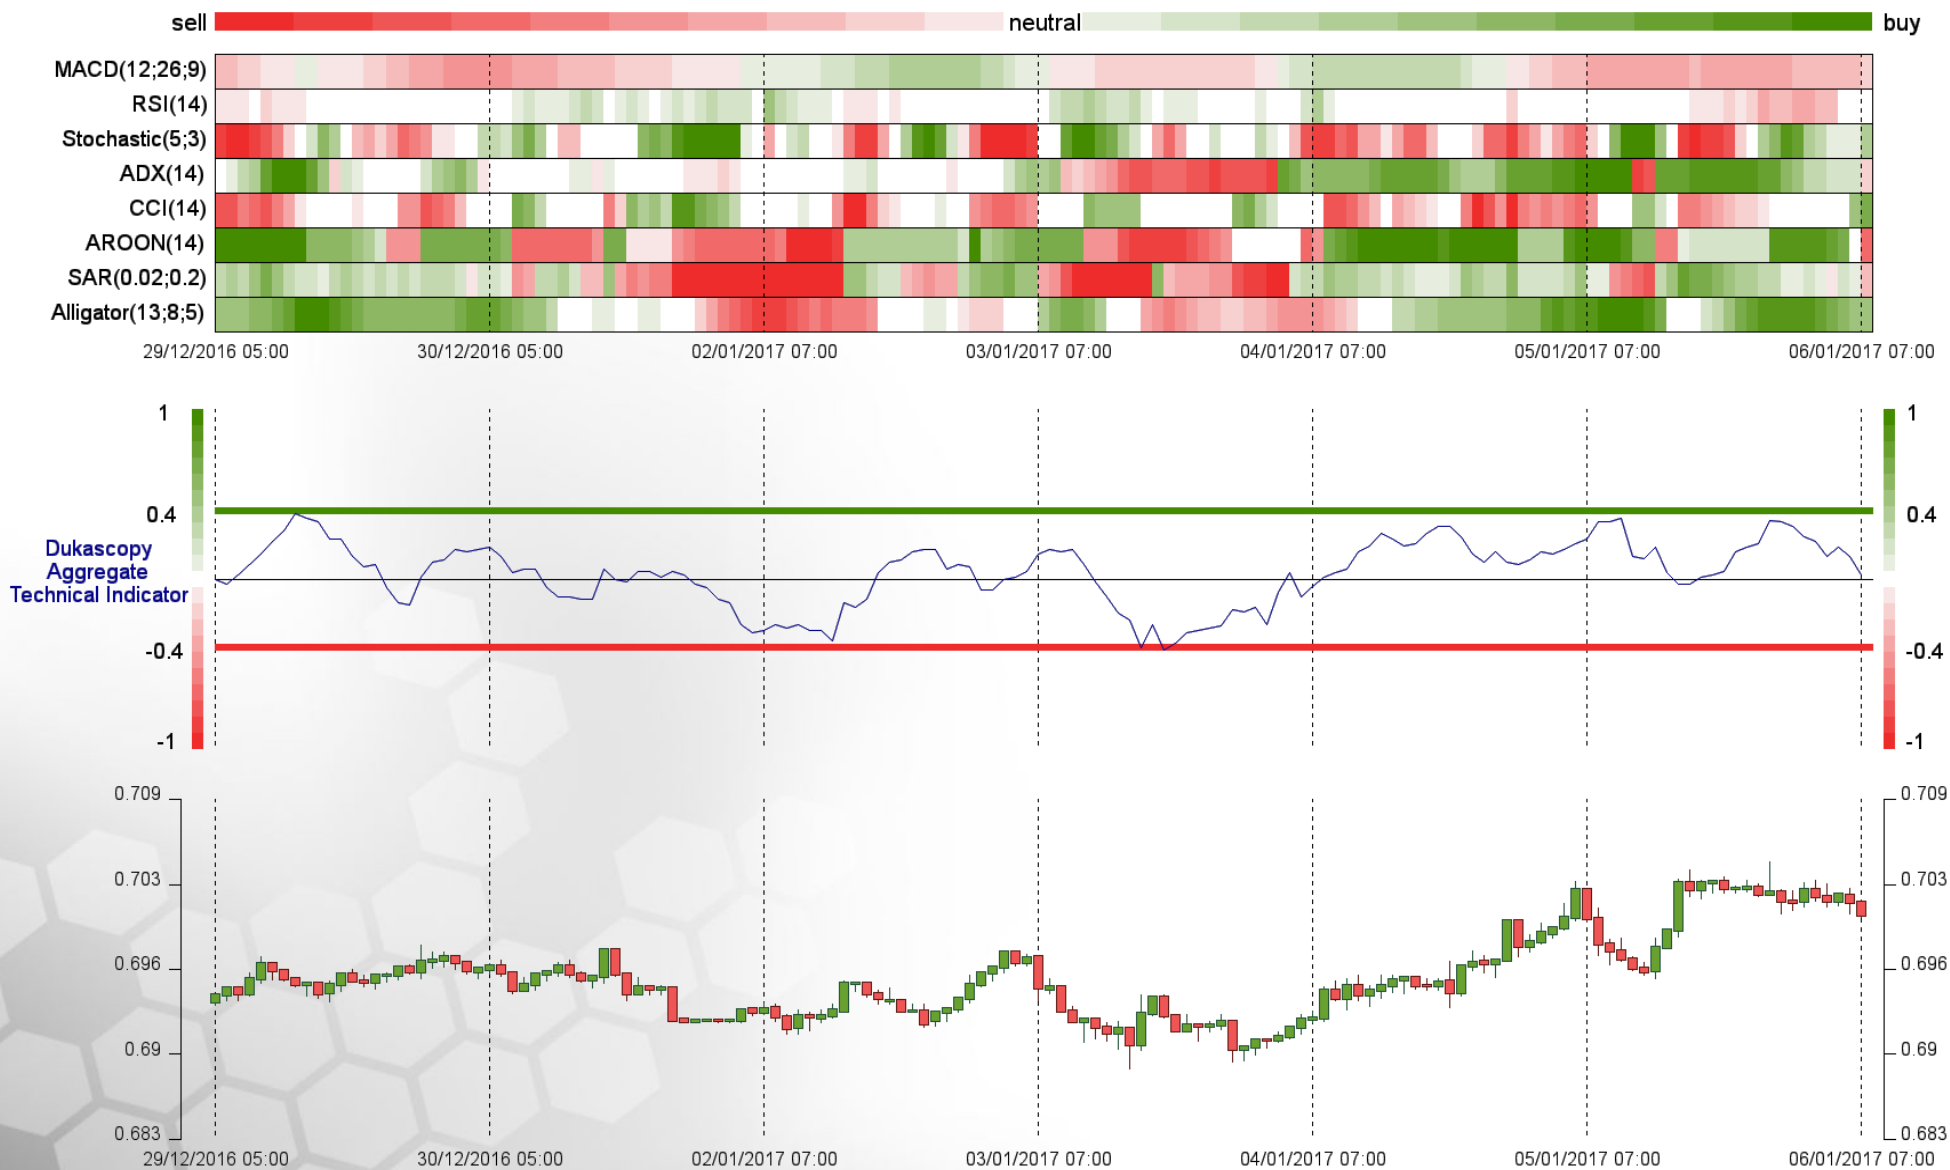 sell neutral buy
MACD(12;26;9)
RSI(14)
Stochastic(5;3)
ADX(14)
CCI(14)
AROON(14)
SAR(0.02;0.2)
Alligator(13;8;5)
29/12/2016 05:00 30/12/2016 05:00 02/01/2017 07:00 03/01/2017 07:00 04/01/2017 07:00 05/01/2017 07:00 06/01/2017 07:00
1 1
0.4 0.4
Dukascopy
Aggregate
Technical Indicator
-0.4 -0.4
-1 -1
0.709 0.709
0.703 0.703
0.696 0.696
0.69 0.69
0.683 0.683
29/12/2016 05:00 30/12/2016 05:00 02/01/2017 07:00 03/01/2017 07:00 04/01/2017 07:00 05/01/2017 07:00 06/01/2017 07:00